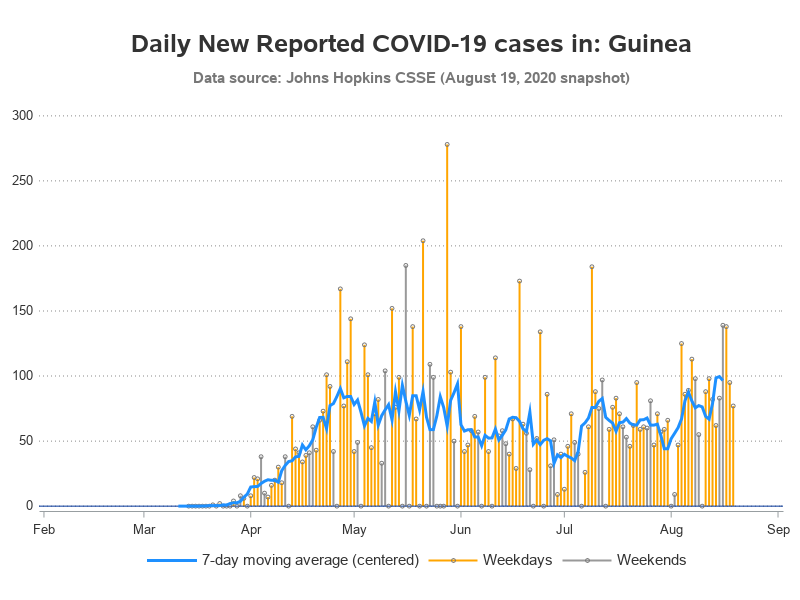 Daily New Reported COVID-19 cases in: Guinea
Data source: Johns Hopkins CSSE (August 19, 2020 snapshot)
300
250
200
150
100
50
0
Feb Mar Apr May Jun Jul Aug Sep
7-day moving average (centered) Weekdays Weekends